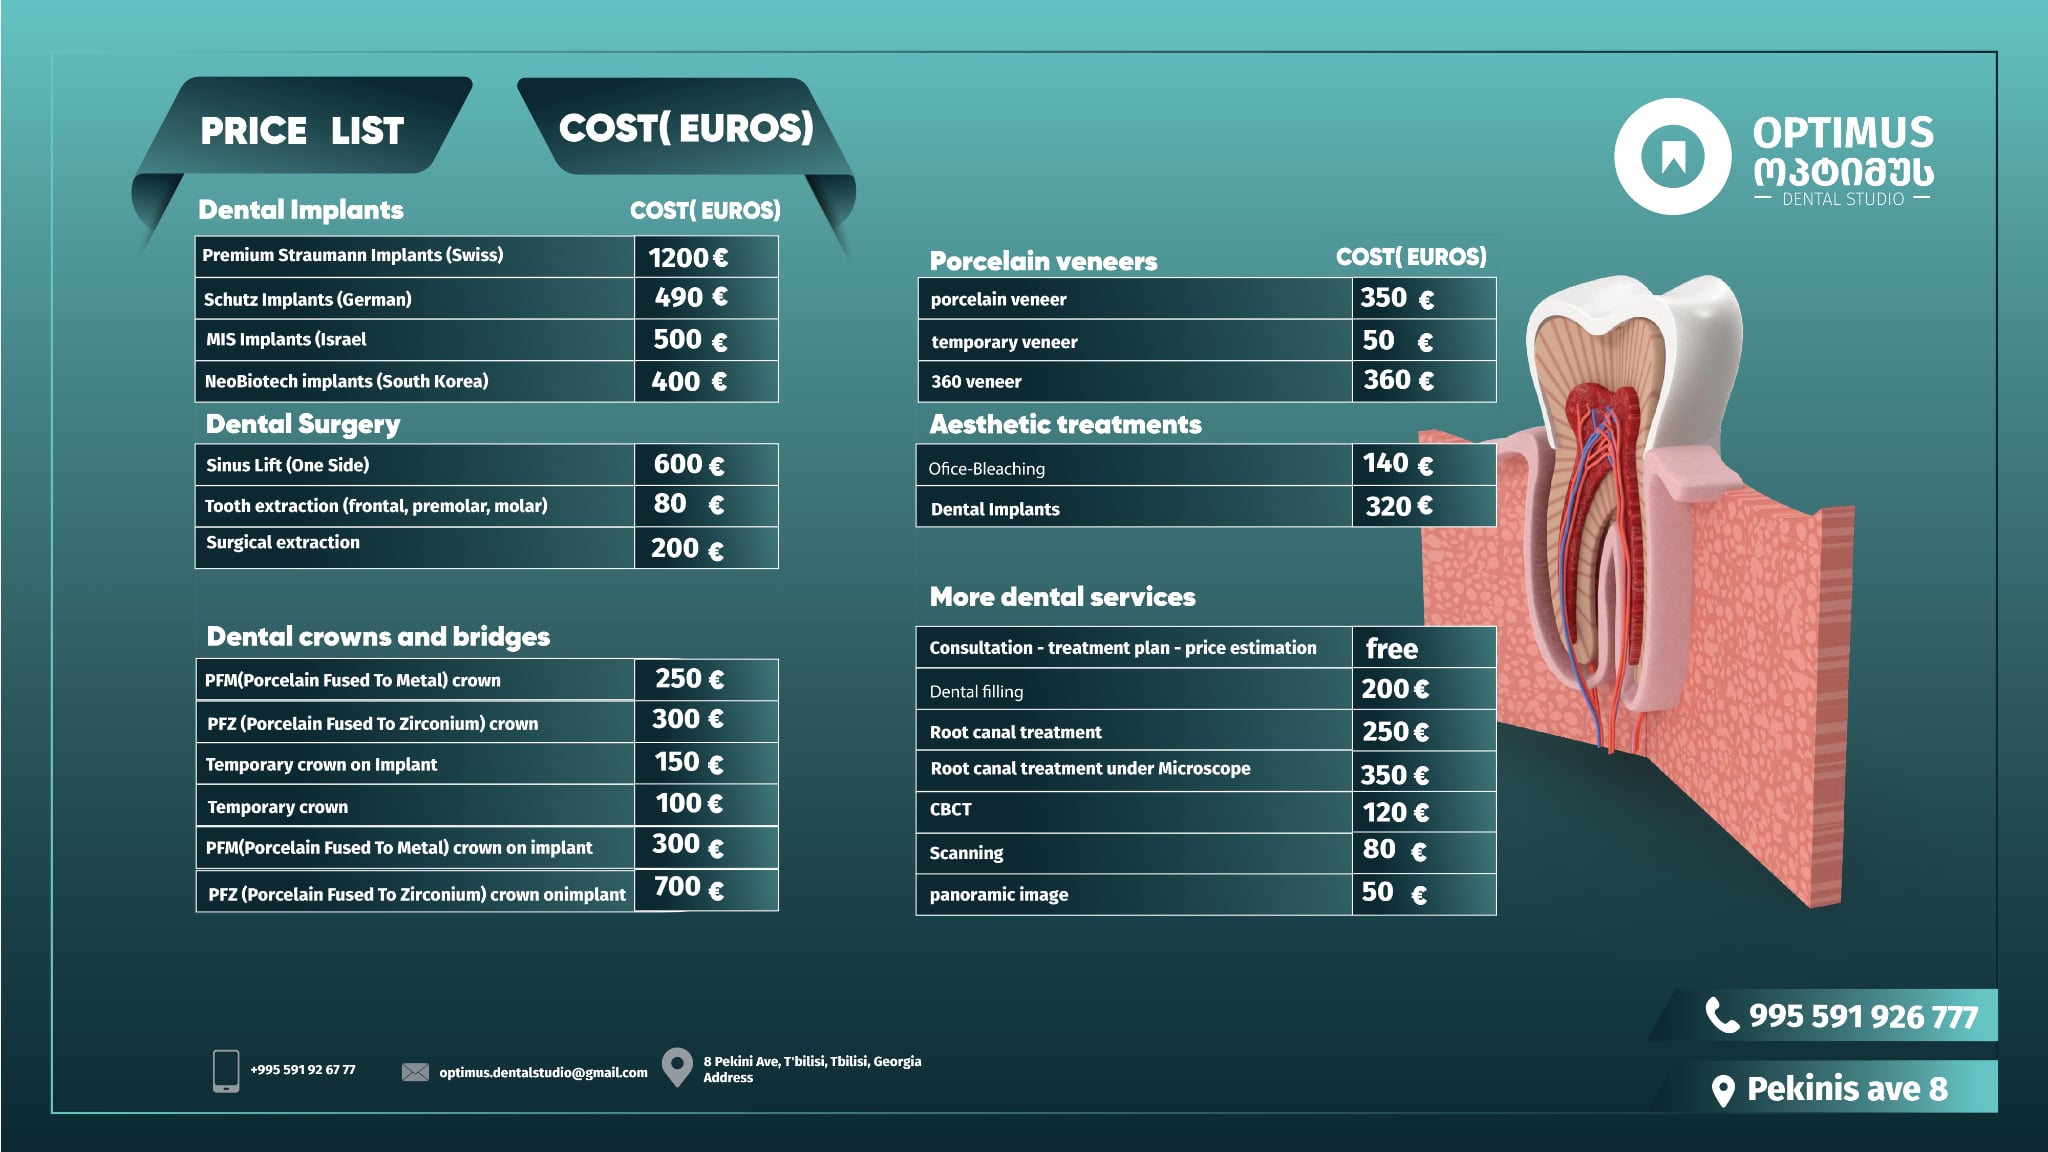 PRICE LIST
COST( EUROS)
OPTIMUS
ოპტიმუს
DENTAL STUDIO
Dental Implants COST( EUROS)
Premium Straumann Implants (Swiss) 1200 €
Schutz Implants (German) 490 €
MIS Implants (Israel 500 €
NeoBiotech implants (South Korea) 400 €
Dental Surgery
Sinus Lift (One Side) 600 €
Tooth extraction (frontal, premolar, molar) 80 €
Surgical extraction 200 €
Dental crowns and bridges
PFM(Porcelain Fused To Metal) crown 250 €
PFZ (Porcelain Fused To Zirconium) crown 300 €
Temporary crown on Implant 150 €
Temporary crown 100 €
PFM(Porcelain Fused To Metal) crown on implant 300 €
PFZ (Porcelain Fused To Zirconium) crown onimplant 700 €
Porcelain veneers COST( EUROS)
porcelain veneer 350 €
temporary veneer 50 €
360 veneer 360 €
Aesthetic treatments
Ofice-Bleaching 140 €
Dental Implants 320 €
More dental services
Consultation - treatment plan - price estimation free
Dental filling 200 €
Root canal treatment 250 €
Root canal treatment under Microscope 350 €
CBCT 120 €
Scanning 80 €
panoramic image 50 €
995 591 926 777
Pekinis ave 8
+995 591 92 67 77
optimus.dentalstudio@gmail.com
8 Pekini Ave, T'bilisi, Tbilisi, Georgia
Address